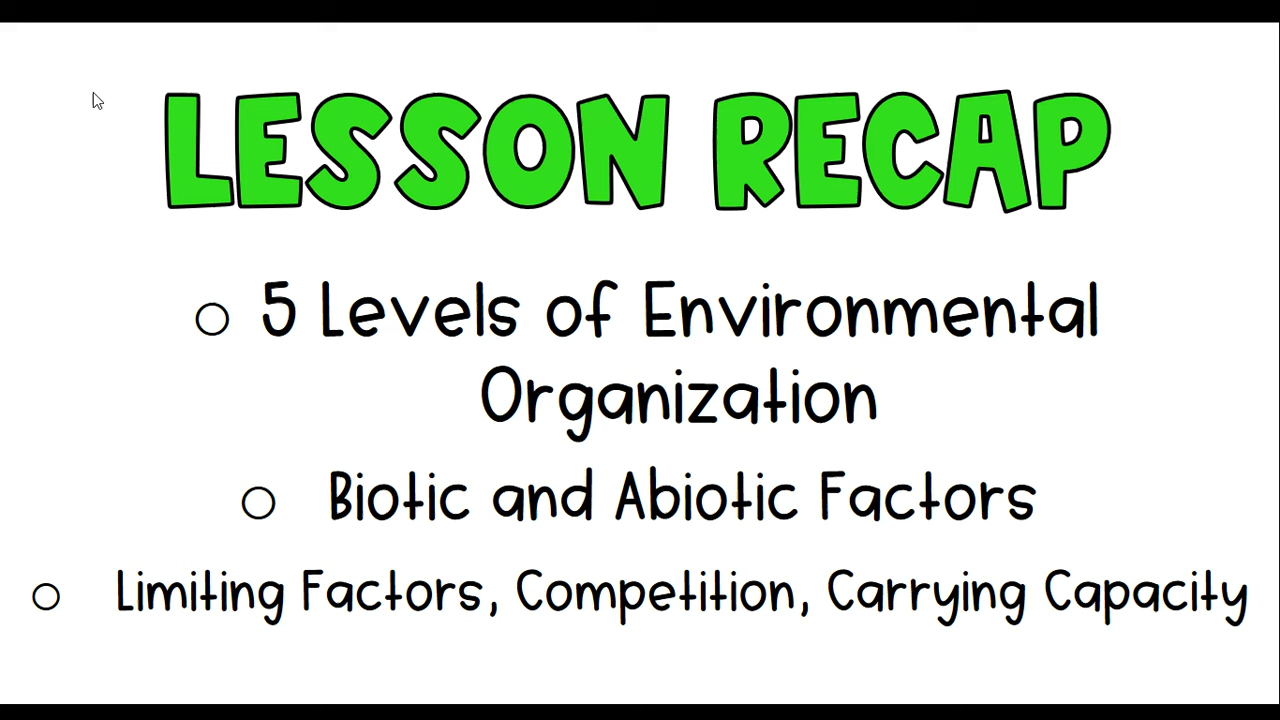 LESSON RECAP
○ 5 Levels of Environmental
Organization
○ Biotic and Abiotic Factors
○ Limiting Factors, Competition, Carrying Capacity